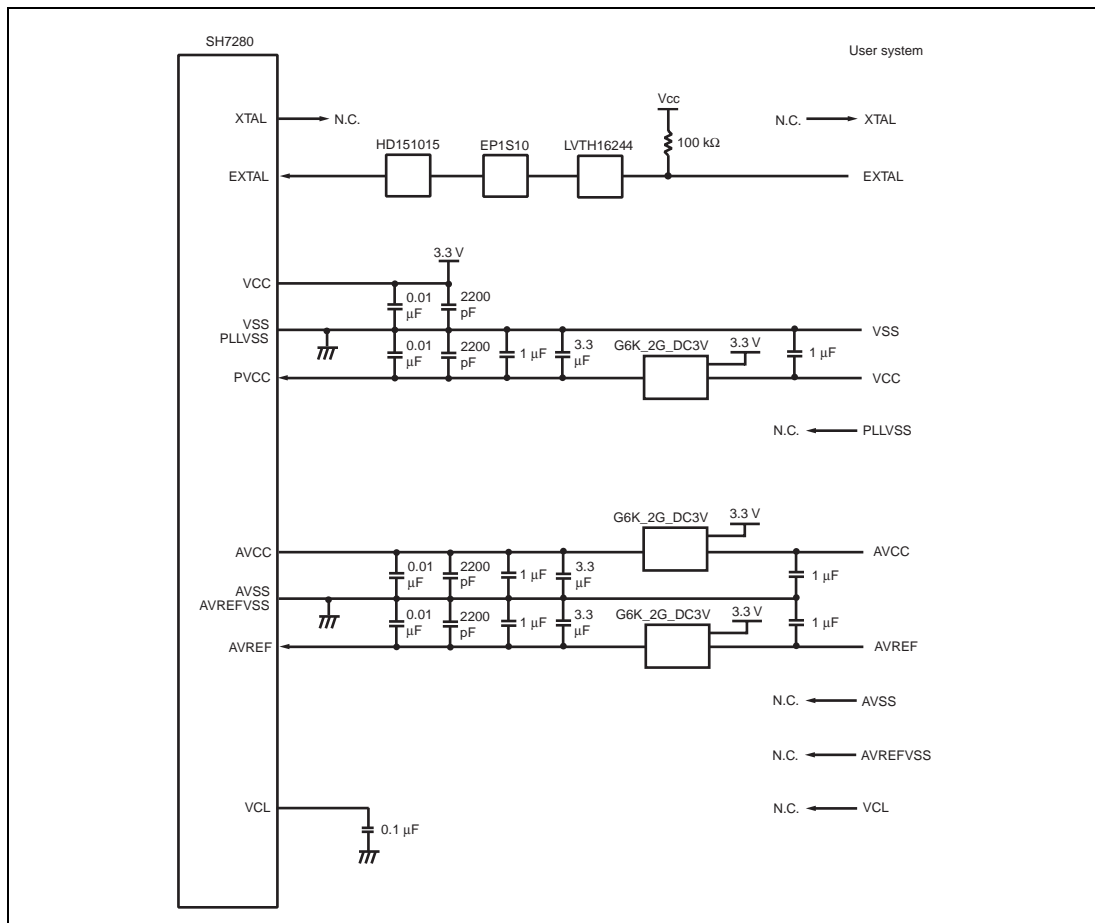 SH7280
User system
XTAL
N.C.
Vcc
N.C.
XTAL
100 kΩ
HD151015
EP1S10
LVTH16244
EXTAL
EXTAL
3.3 V
VCC
0.01
μF
2200
pF
VSS
PLLVSS
VSS
0.01
μF
2200
pF
1 μF
3.3
μF
G6K_2G_DC3V
3.3 V
1 μF
PVCC
VCC
N.C.
PLLVSS
G6K_2G_DC3V
3.3 V
AVCC
AVCC
0.01
μF
2200
pF
1 μF
3.3
μF
1 μF
AVSS
AVREFVSS
0.01
μF
2200
pF
1 μF
3.3
μF
G6K_2G_DC3V
3.3 V
1 μF
AVREF
AVREF
N.C.
AVSS
N.C.
AVREFVSS
VCL
N.C.
VCL
0.1 μF